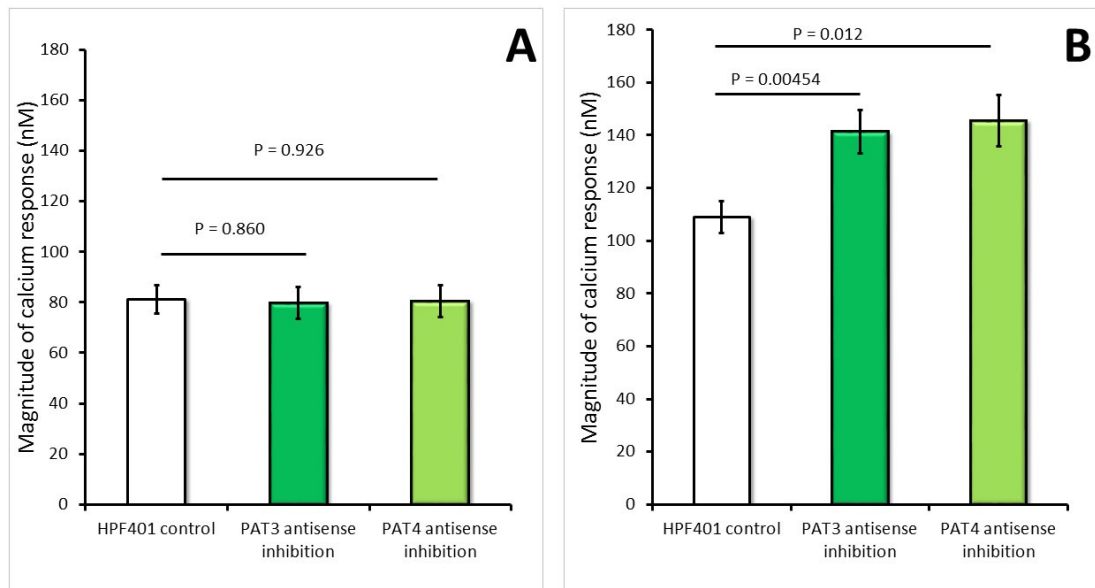 A
Magnitude of calcium response (nM)
180
160
140
120
100
80
60
40
20
0
P = 0.926
P = 0.860
HPF401 control
PAT3 antisense
inhibition
PAT4 antisense
inhibition
B
Magnitude of calcium response (nM)
180
160
140
120
100
80
60
40
20
0
P = 0.012
P = 0.00454
HPF401 control
PAT3 antisense
inhibition
PAT4 antisense
inhibition